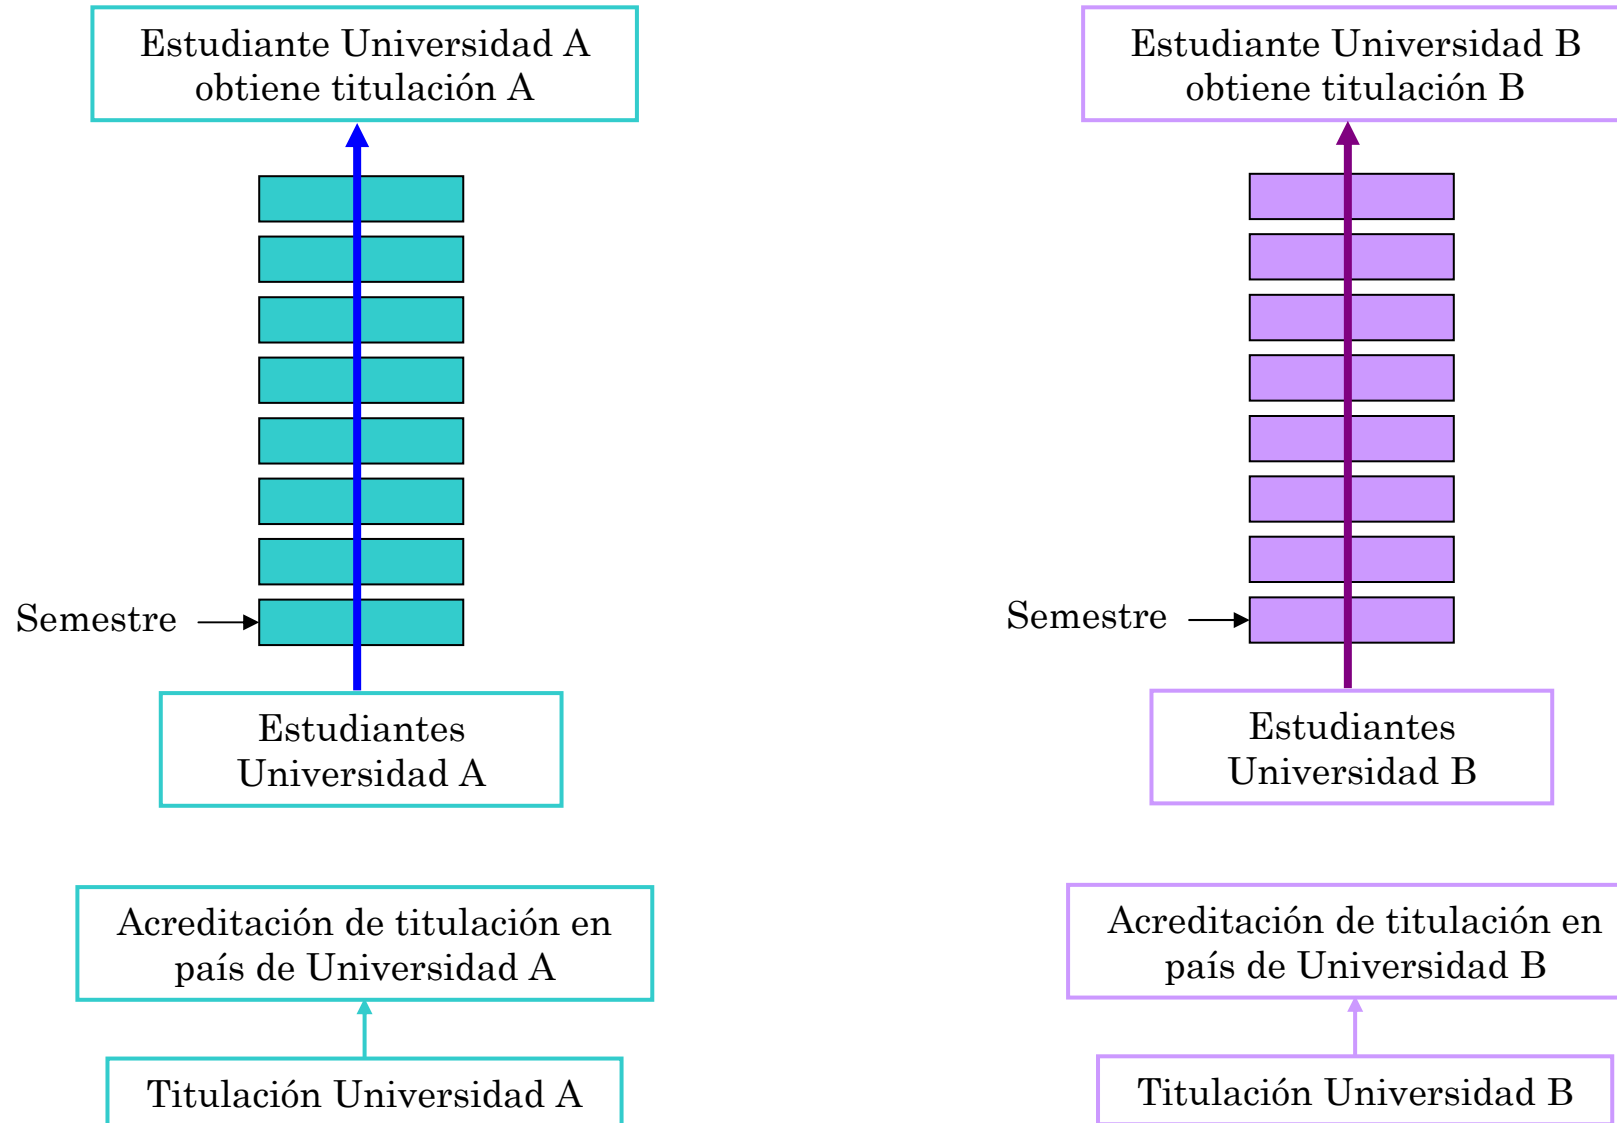 Estudiante Universidad A
obtiene titulación A
Semestre
Estudiantes
Universidad A
Acreditación de titulación en
país de Universidad A
Titulación Universidad A
Estudiante Universidad B
obtiene titulación B
Semestre
Estudiantes
Universidad B
Acreditación de titulación en
país de Universidad B
Titulación Universidad B